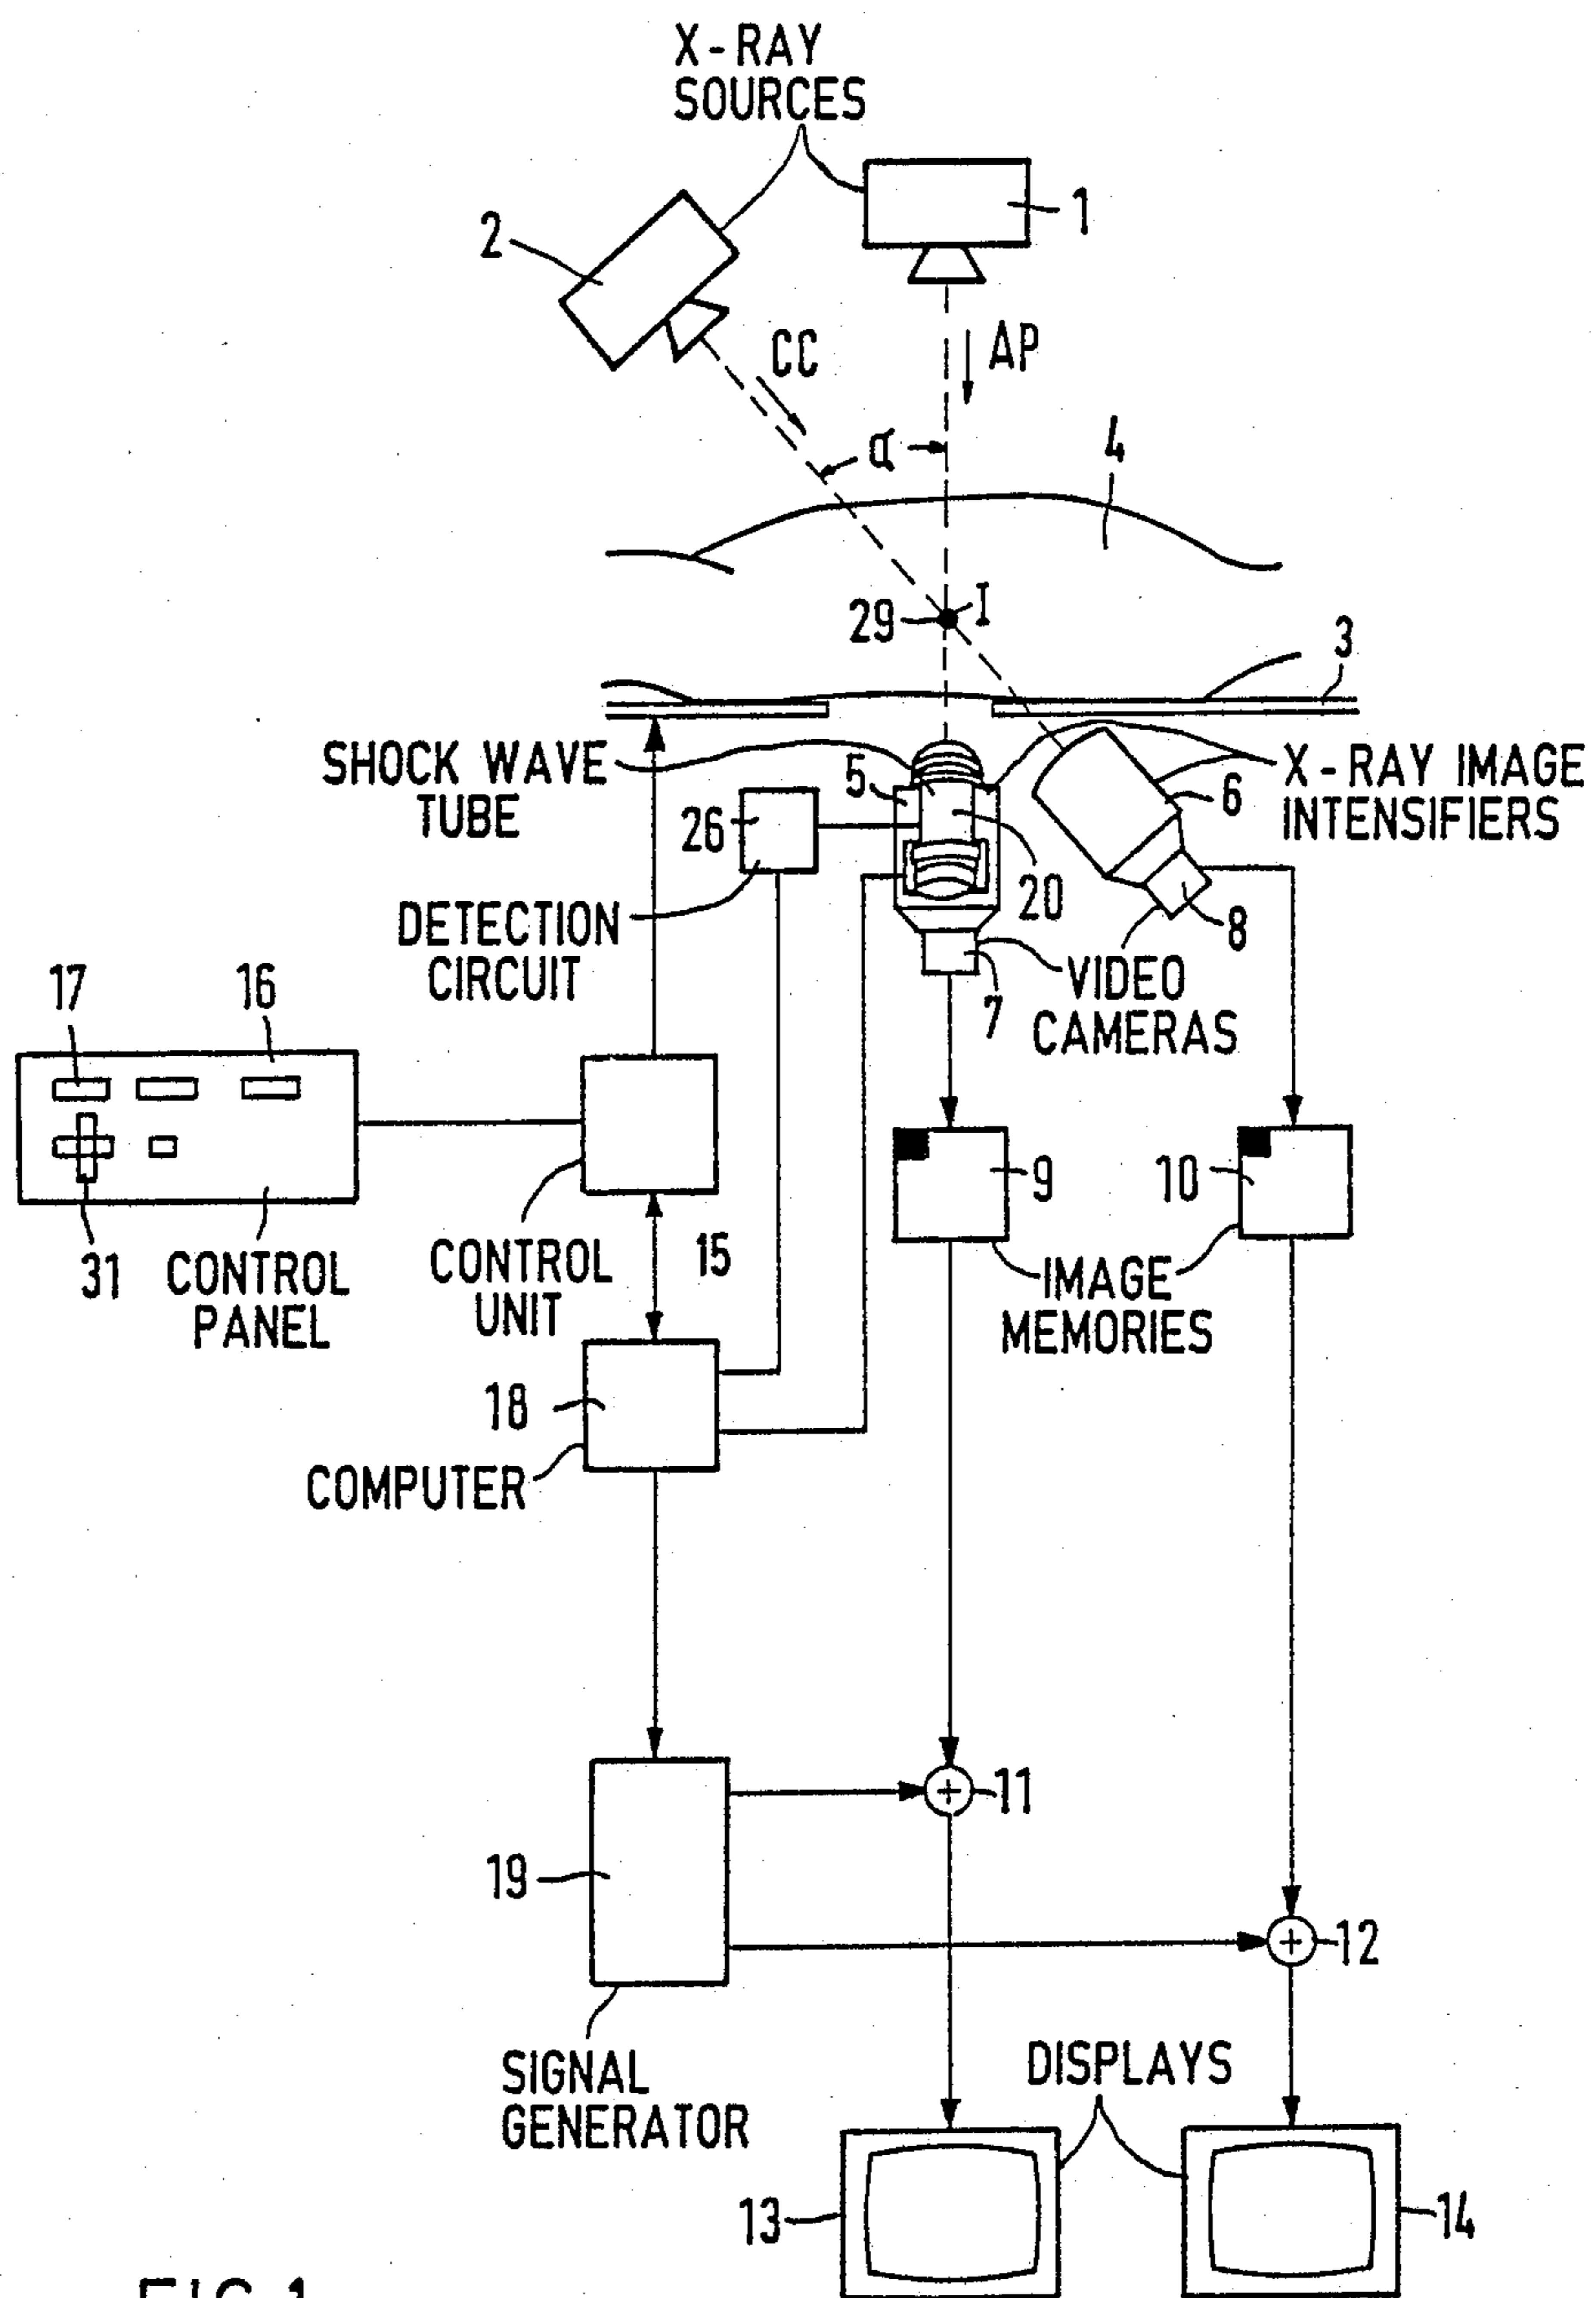 X-RAY
SOURCES
1
2
CC
AP
α
4
29
I
3
SHOCK WAVE
TUBE
5
X-RAY IMAGE
INTENSIFIERS
6
26
20
8
DETECTION
CIRCUIT
VIDEO
CAMERAS
7
17
16
9
10
31
CONTROL
PANEL
CONTROL
UNIT
15
IMAGE
MEMORIES
18
COMPUTER
11
19
12
SIGNAL
GENERATOR
DISPLAYS
13
14
FIG.1